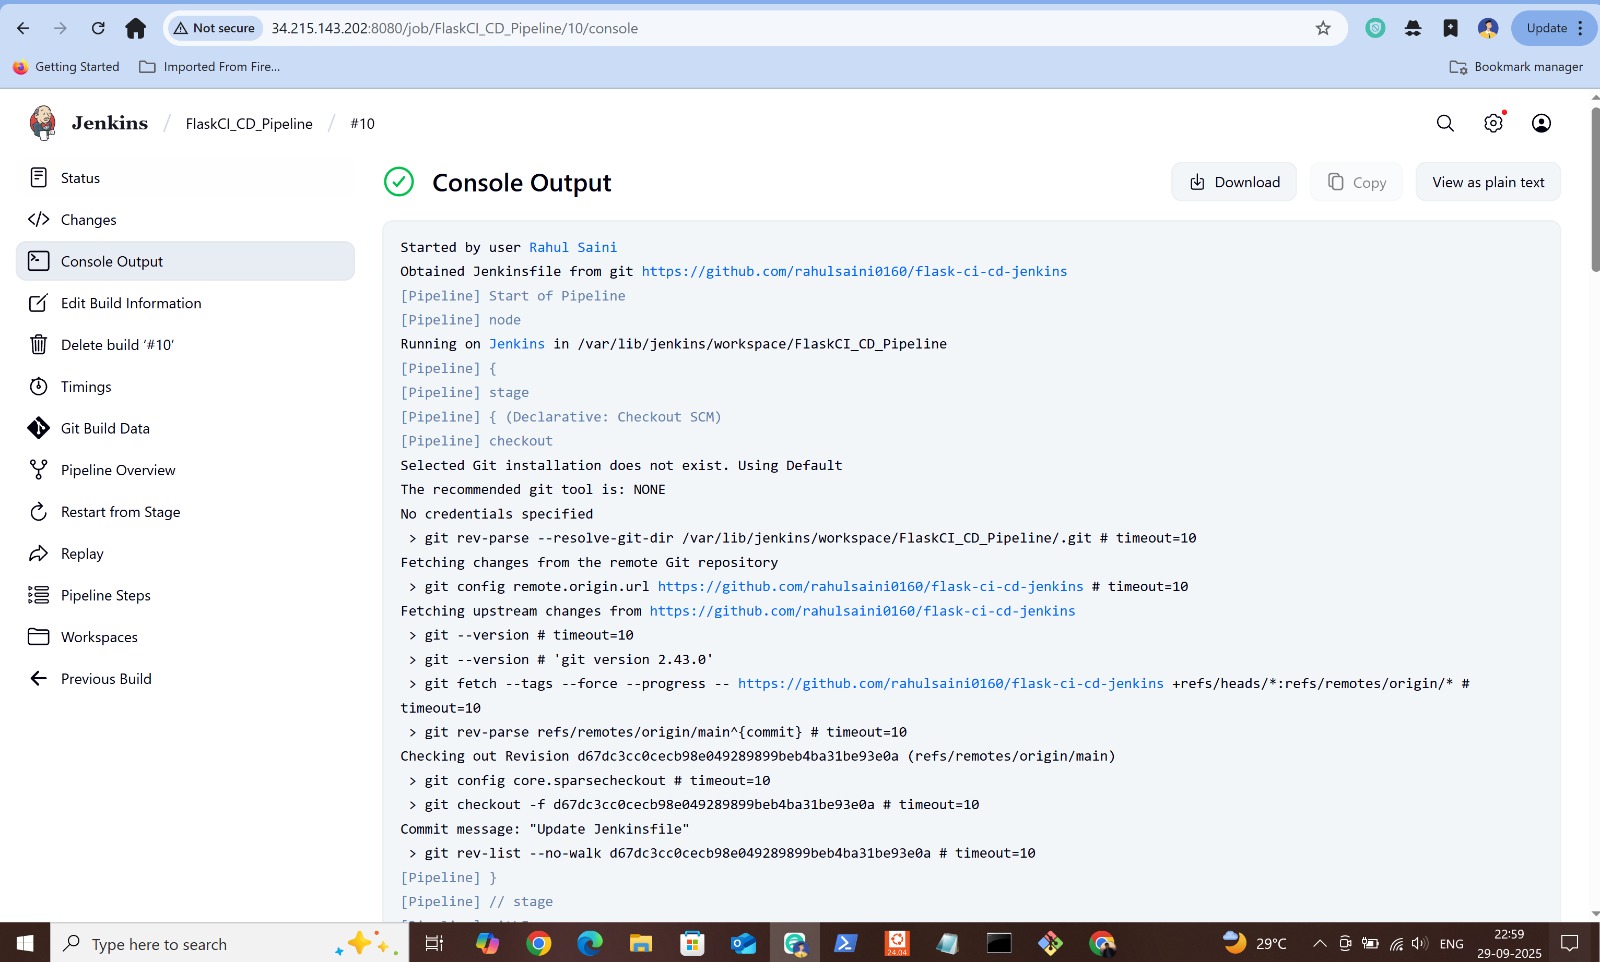 Not secure 34.215.143.202:8080/job/FlaskCI_CD_Pipeline/10/console
Update
Getting Started Imported From Fire...
Bookmark manager
Jenkins / FlaskCI_CD_Pipeline / #10
Status
Changes
Console Output
Edit Build Information
Delete build ‘#10’
Timings
Git Build Data
Pipeline Overview
Restart from Stage
Replay
Pipeline Steps
Workspaces
Previous Build
Console Output
Download Copy View as plain text
Started by user Rahul Saini
Obtained Jenkinsfile from git https://github.com/rahulsaini0160/flask-ci-cd-jenkins
[Pipeline] Start of Pipeline
[Pipeline] node
Running on Jenkins in /var/lib/jenkins/workspace/FlaskCI_CD_Pipeline
[Pipeline] {
[Pipeline] stage
[Pipeline] { (Declarative: Checkout SCM)
[Pipeline] checkout
Selected Git installation does not exist. Using Default
The recommended git tool is: NONE
No credentials specified
> git rev-parse --resolve-git-dir /var/lib/jenkins/workspace/FlaskCI_CD_Pipeline/.git # timeout=10
Fetching changes from the remote Git repository
> git config remote.origin.url https://github.com/rahulsaini0160/flask-ci-cd-jenkins # timeout=10
Fetching upstream changes from https://github.com/rahulsaini0160/flask-ci-cd-jenkins
> git --version # timeout=10
> git --version # 'git version 2.43.0'
> git fetch --tags --force --progress -- https://github.com/rahulsaini0160/flask-ci-cd-jenkins +refs/heads/*:refs/remotes/origin/* #
timeout=10
> git rev-parse refs/remotes/origin/main^{commit} # timeout=10
Checking out Revision d67dc3cc0cecb98e049289899beb4ba31be93e0a (refs/remotes/origin/main)
> git config core.sparsecheckout # timeout=10
> git checkout -f d67dc3cc0cecb98e049289899beb4ba31be93e0a # timeout=10
Commit message: "Update Jenkinsfile"
> git rev-list --no-walk d67dc3cc0cecb98e049289899beb4ba31be93e0a # timeout=10
[Pipeline] }
[Pipeline] // stage
Type here to search
24.04
29°C
ENG
22:59
29-09-2025